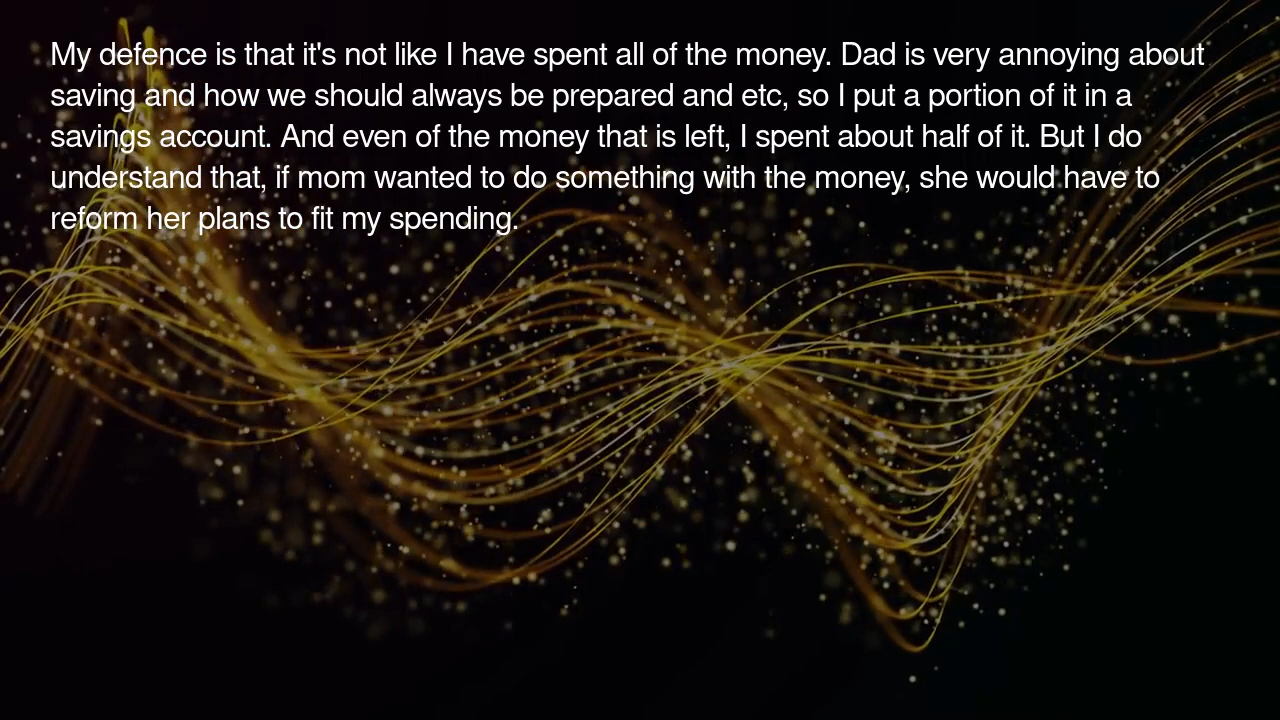 My defence is that it's not like I have spent all of the money. Dad is very annoying about
saving and how we should always be prepared and etc, so I put a portion of it in a
savings account. And even of the money that is left, I spent about half of it. But I do
understand that, if mom wanted to do something with the money, she would have to
reform her plans to fit my spending.